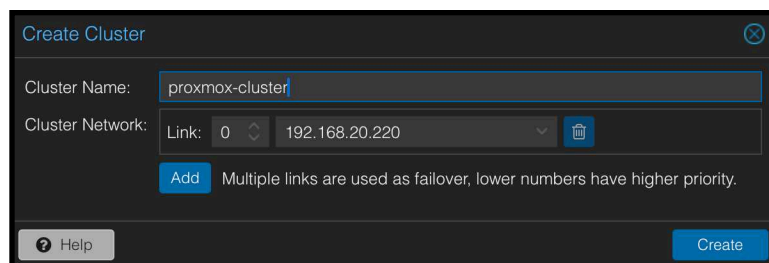 Create Cluster
Cluster Name: proxmox-cluster
Cluster Network: Link: 0 192.168.20.220
Add Multiple links are used as failover, lower numbers have higher priority.
Help Create